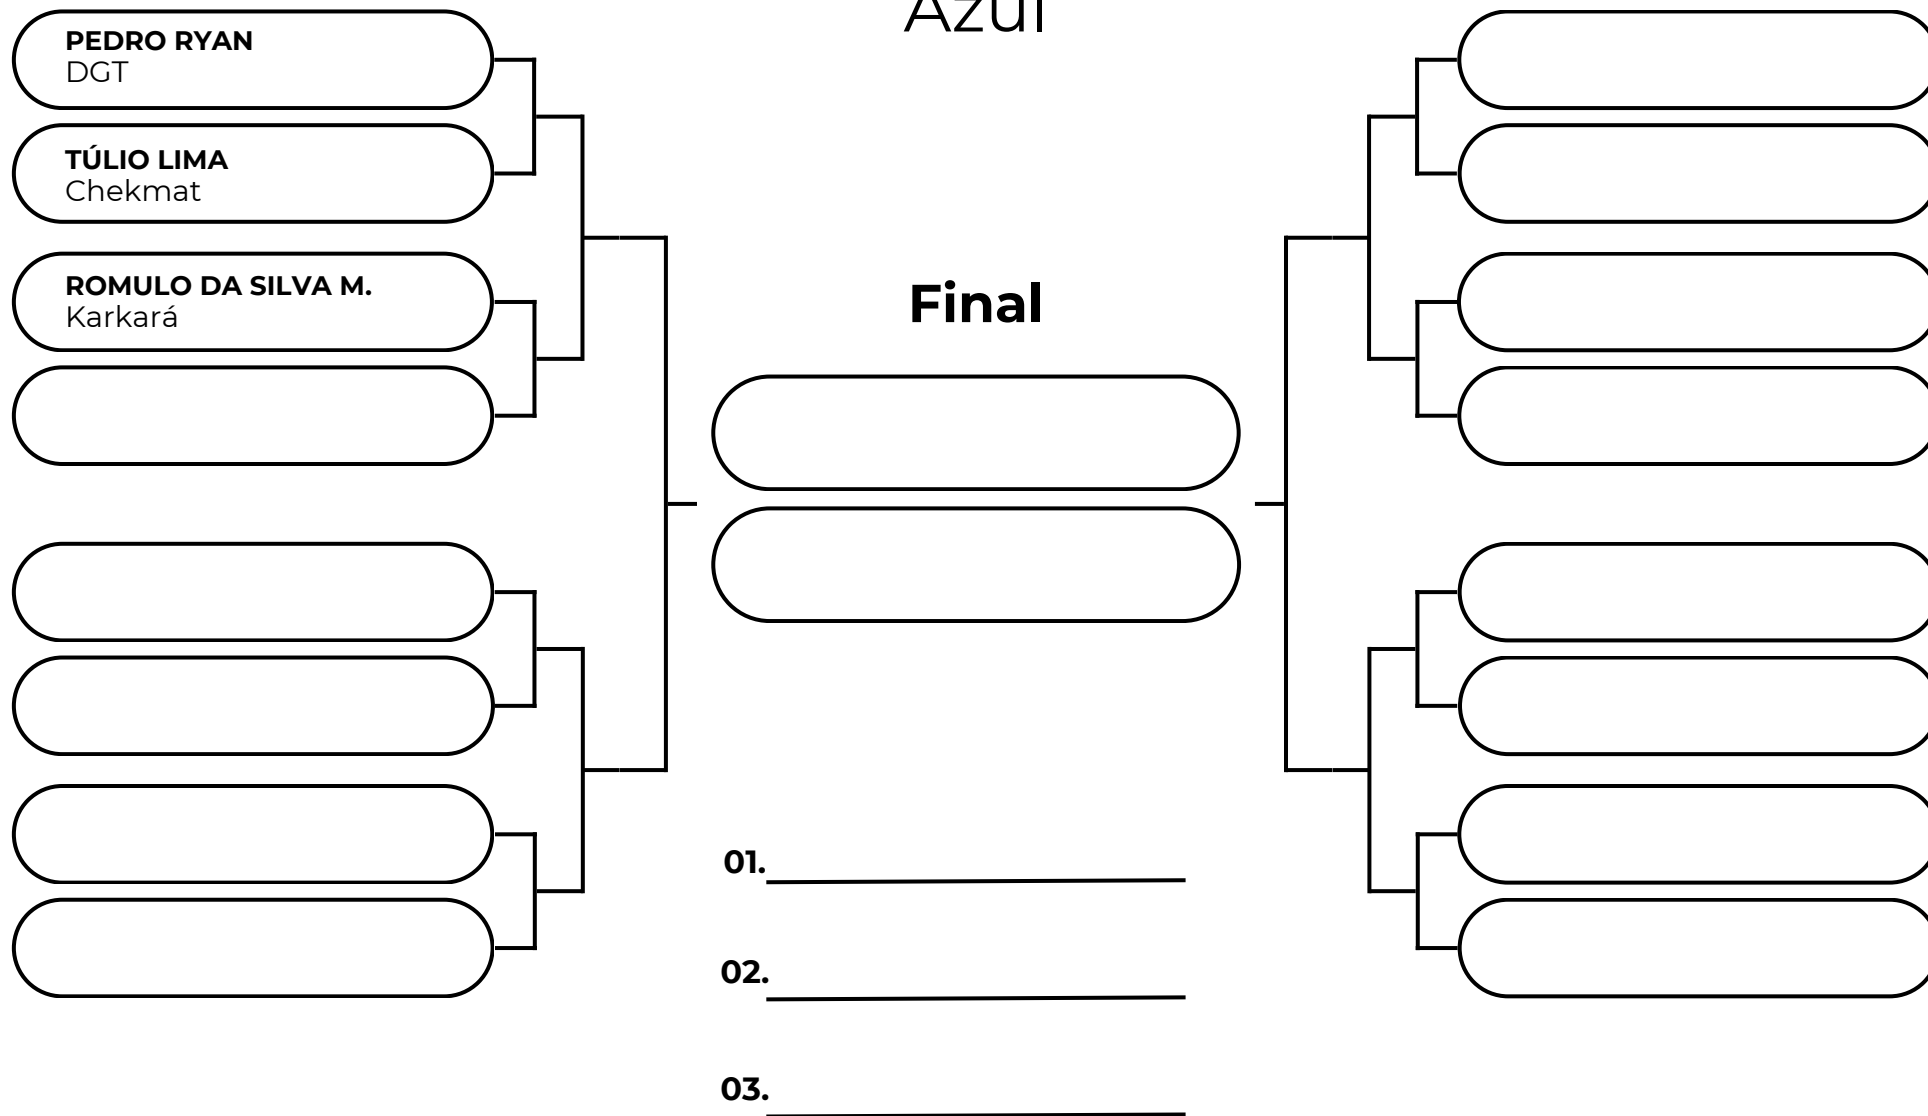 Azul
PEDRO RYAN
DGT
TÚLIO LIMA
Chekmat
ROMULO DA SILVA M.
Karkará
Final
01.
02.
03.